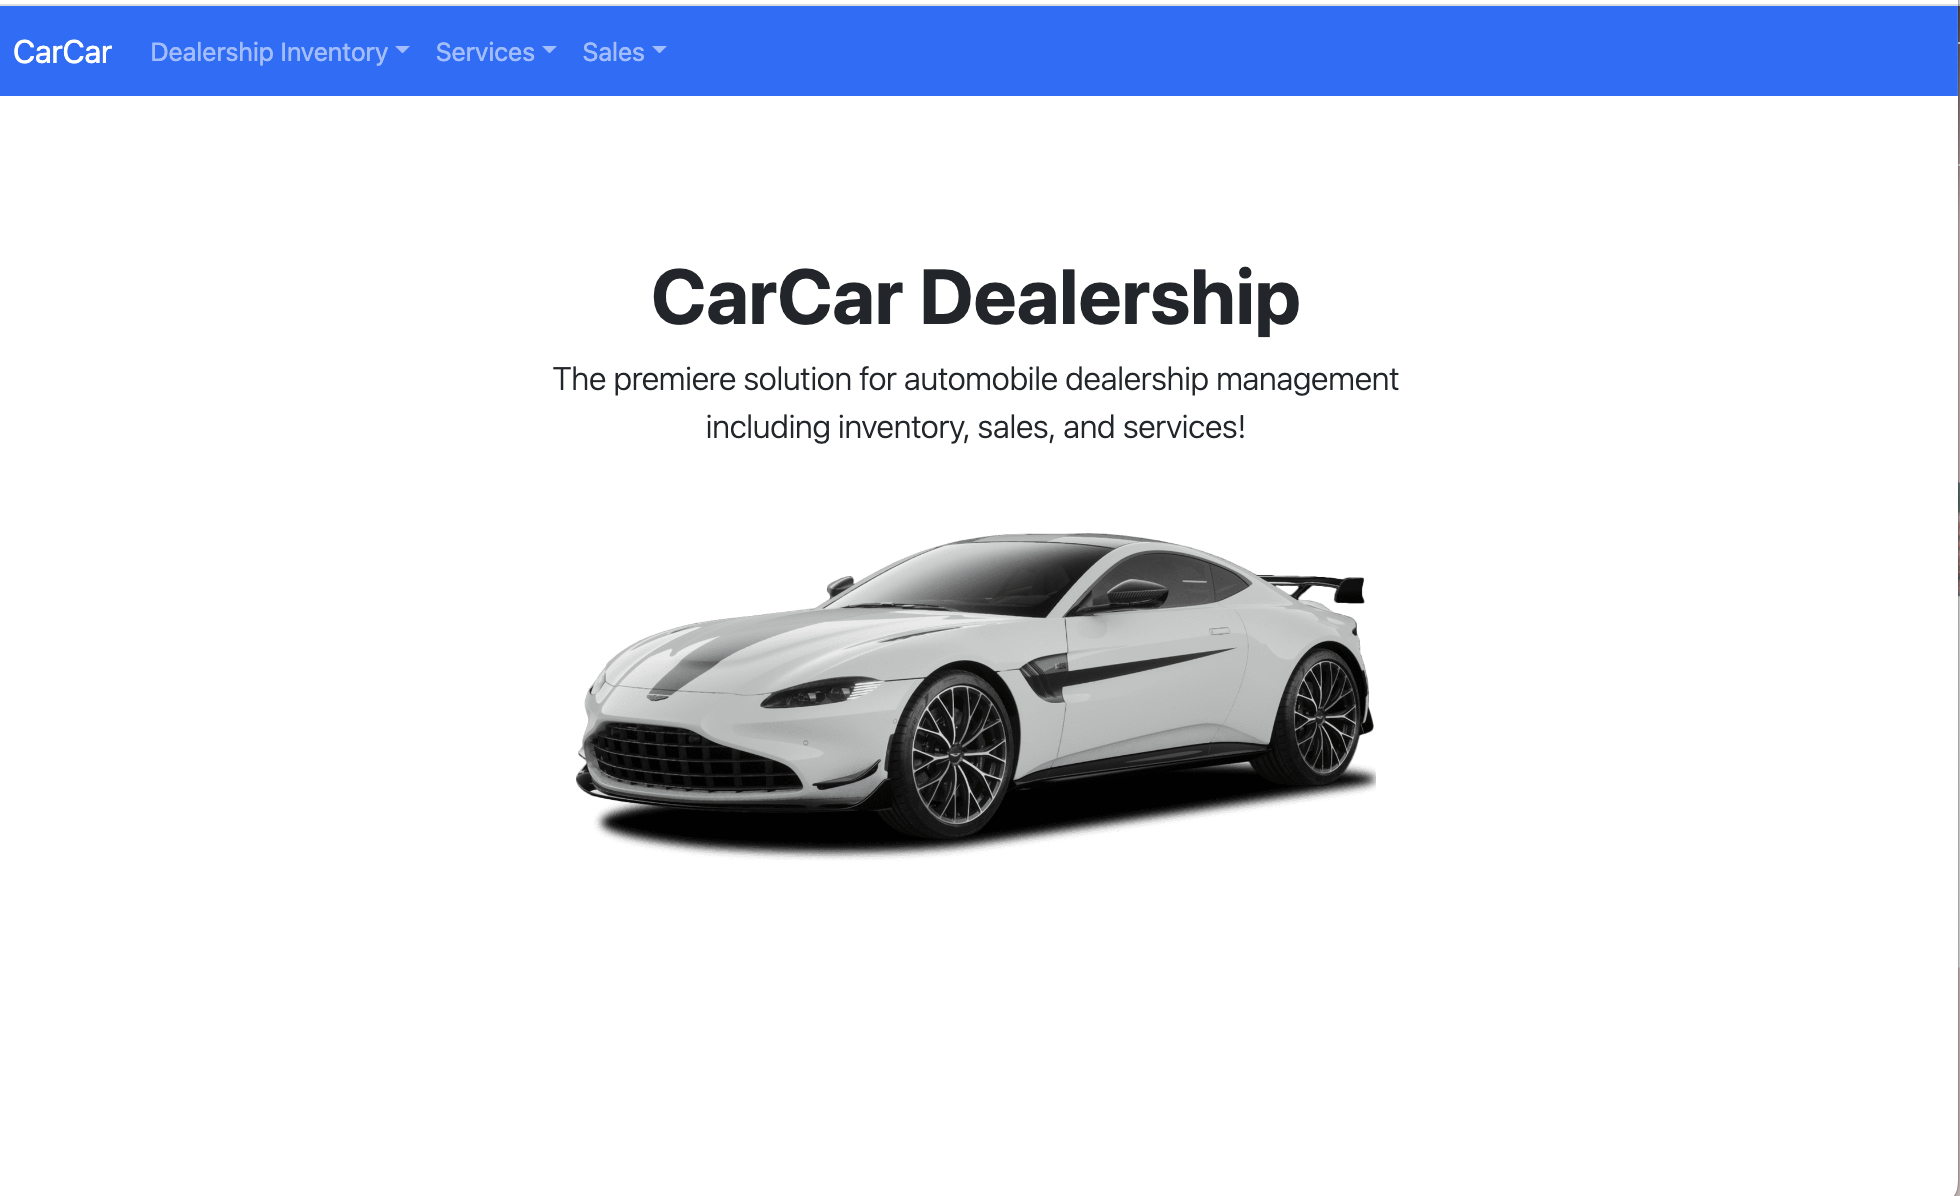 CarCar Dealership Inventory Services Sales
CarCar Dealership
The premiere solution for automobile dealership management
including inventory, sales, and services!